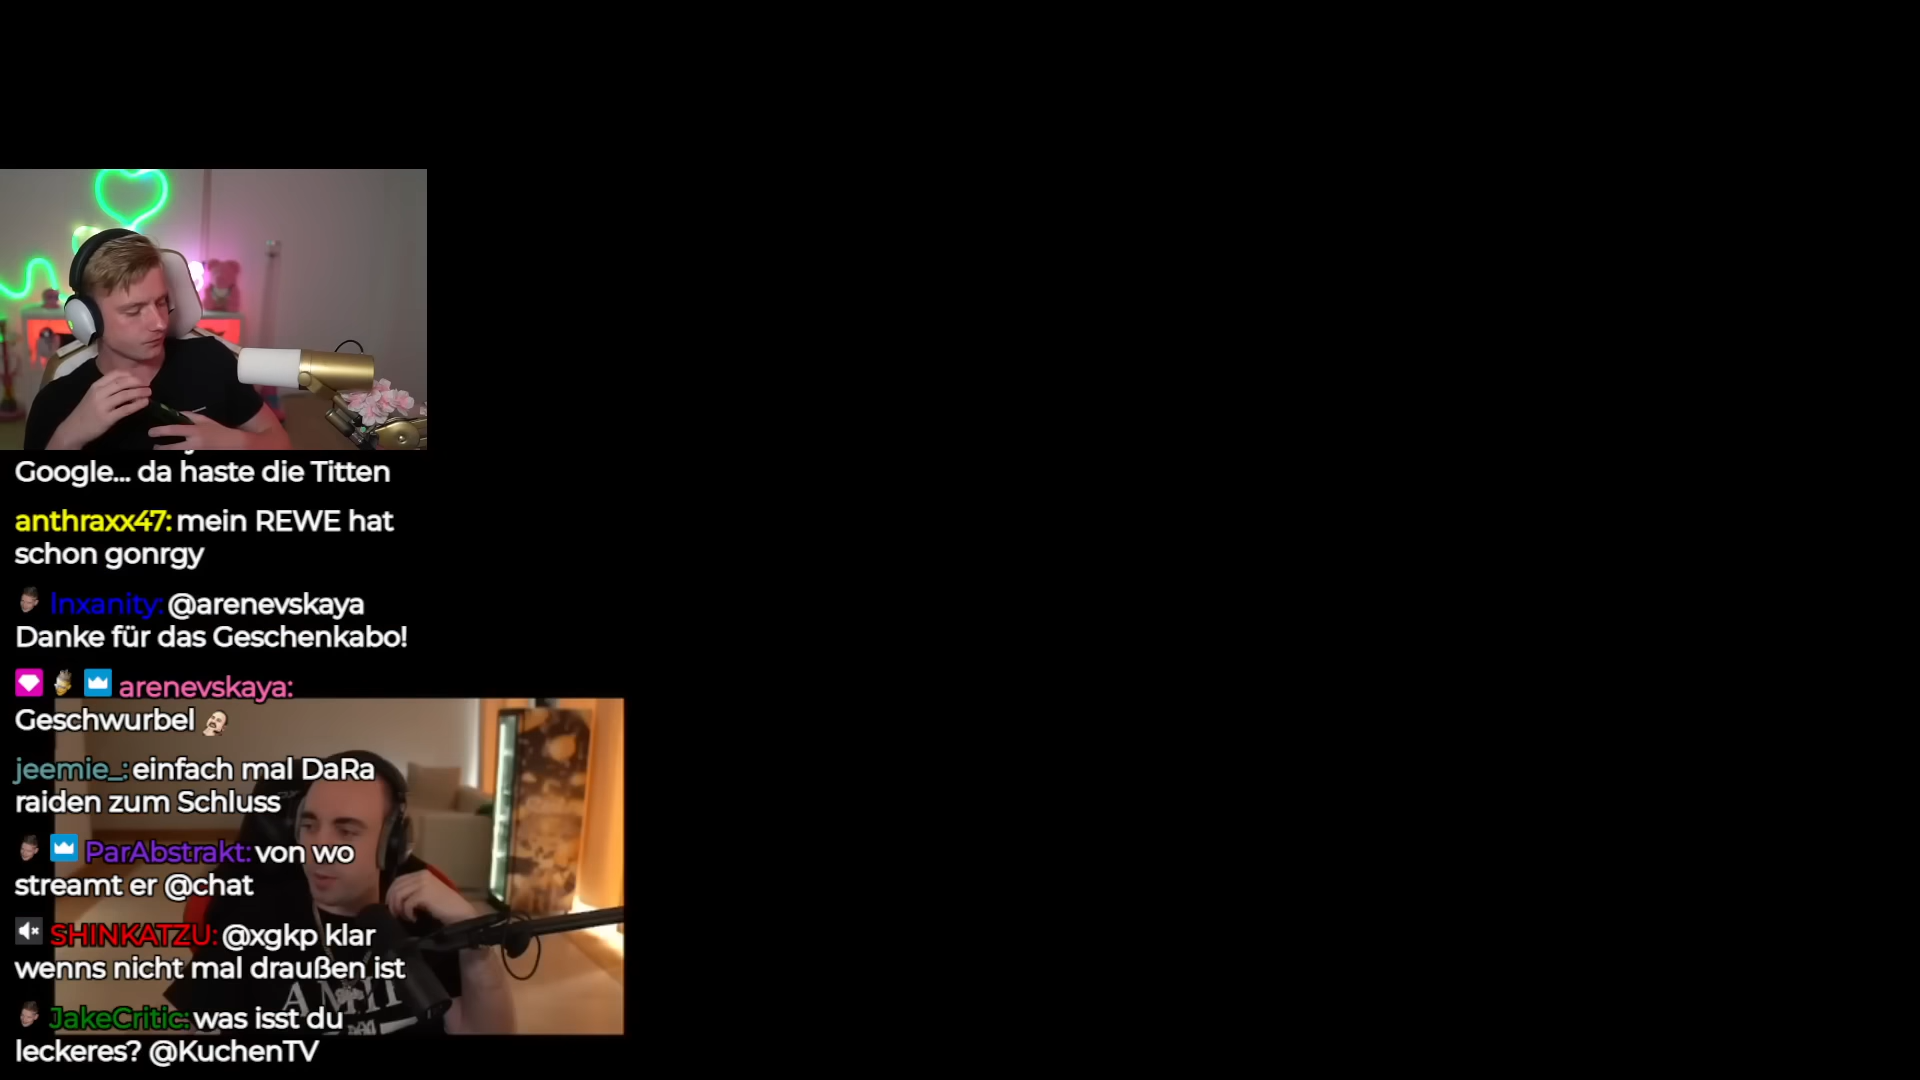 Google... da haste die Titten
anthraxx47: mein REWE hat
schon gonrgy
Inxanity: @arenevskaya
Danke für das Geschenkabo!
arenevskaya:
Geschwurbel
jeemie_: einfach mal DaRa
raiden zum Schluss
ParAbstrakt: von wo
streamt er @chat
SHINKATZU: @xgkp klar
wenns nicht mal draußen ist
JakeCritic: was isst du
leckeres? @KuchenTV